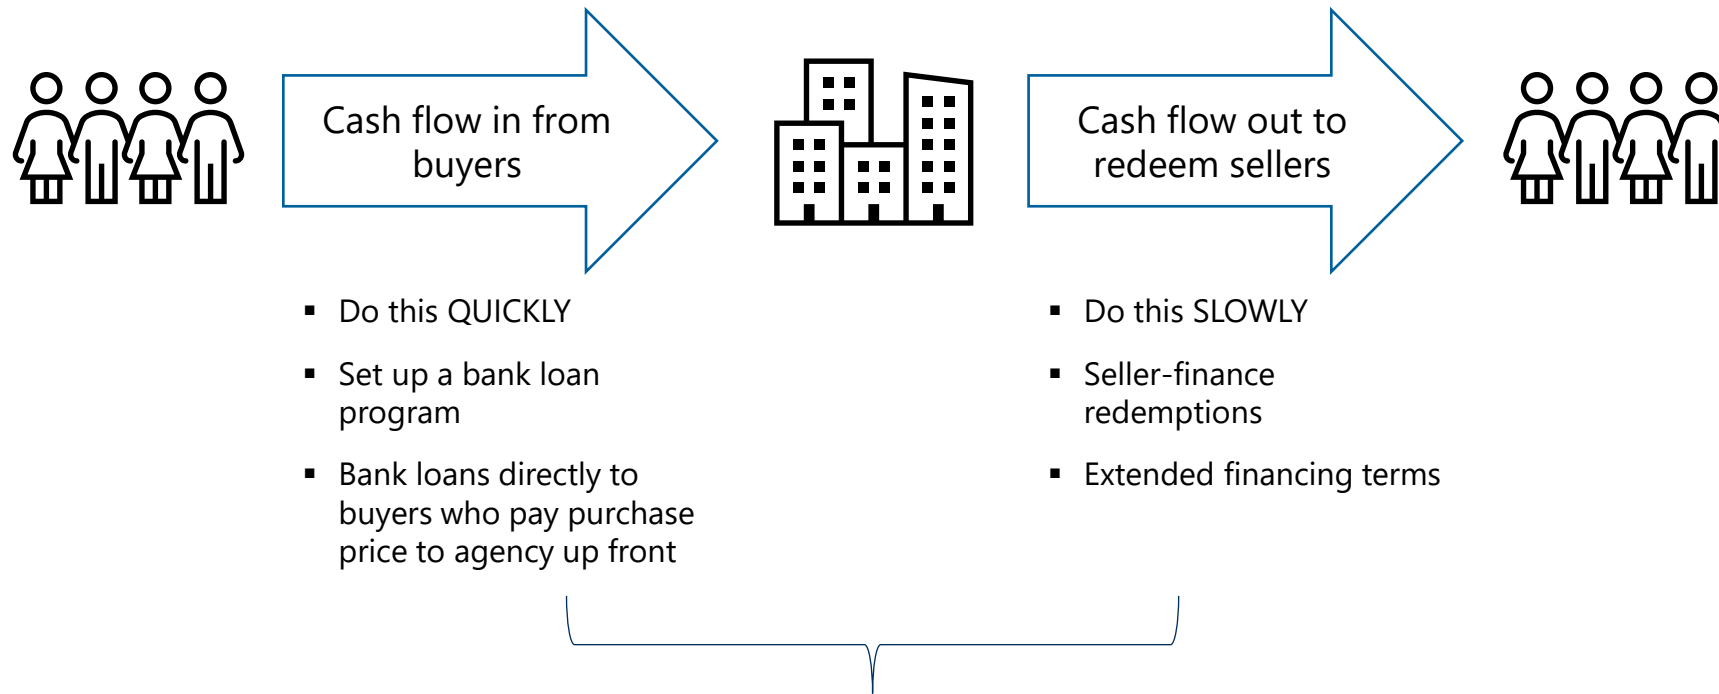 Cash flow in from
buyers
Cash flow out to
redeem sellers
▪ Do this QUICKLY
▪ Set up a bank loan
program
▪ Bank loans directly to
buyers who pay purchase
price to agency up front
▪ Do this SLOWLY
▪ Seller-finance
redemptions
▪ Extended financing terms